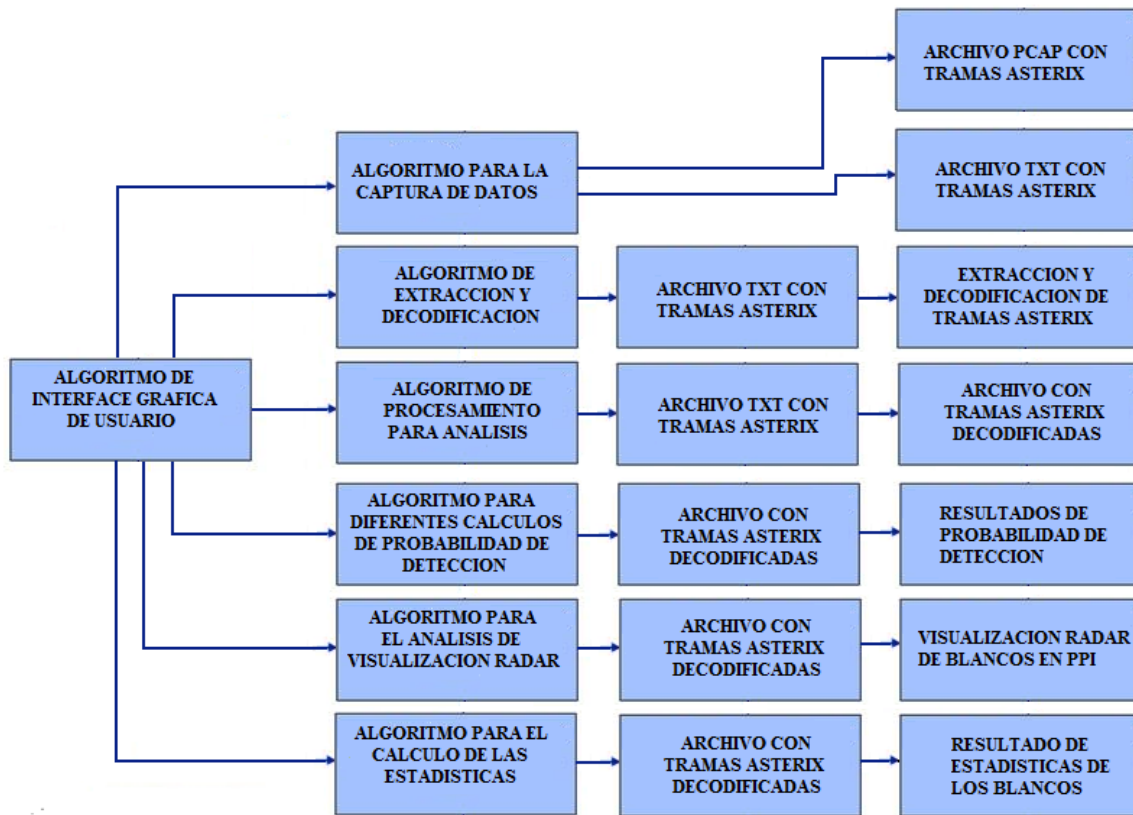 ARCHIVO PCAP CON
TRAMAS ASTERIX
ALGORITMO PARA LA
CAPTURA DE DATOS
ARCHIVO TXT CON
TRAMAS ASTERIX
ALGORITMO DE
EXTRACCION Y
DECODIFICACION
ARCHIVO TXT CON
TRAMAS ASTERIX
EXTRACCION Y
DECODIFICACION DE
TRAMAS ASTERIX
ALGORITMO DE
INTERFACE GRAFICA
DE USUARIO
ALGORITMO DE
PROCESAMIENTO
PARA ANALISIS
ARCHIVO TXT CON
TRAMAS ASTERIX
ARCHIVO CON
TRAMAS ASTERIX
DECODIFICADAS
ALGORITMO PARA
DIFERENTES CALCULOS
DE PROBABILIDAD DE
DETECCION
ARCHIVO CON
TRAMAS ASTERIX
DECODIFICADAS
RESULTADOS DE
PROBABILIDAD DE
DETECCION
ALGORITMO PARA
EL ANALISIS DE
VISUALIZACION RADAR
ARCHIVO CON
TRAMAS ASTERIX
DECODIFICADAS
VISUALIZACION RADAR
DE BLANCOS EN PPI
ALGORITMO PARA EL
CALCULO DE LAS
ESTADISTICAS
ARCHIVO CON
TRAMAS ASTERIX
DECODIFICADAS
RESULTADO DE
ESTADISTICAS DE
LOS BLANCOS